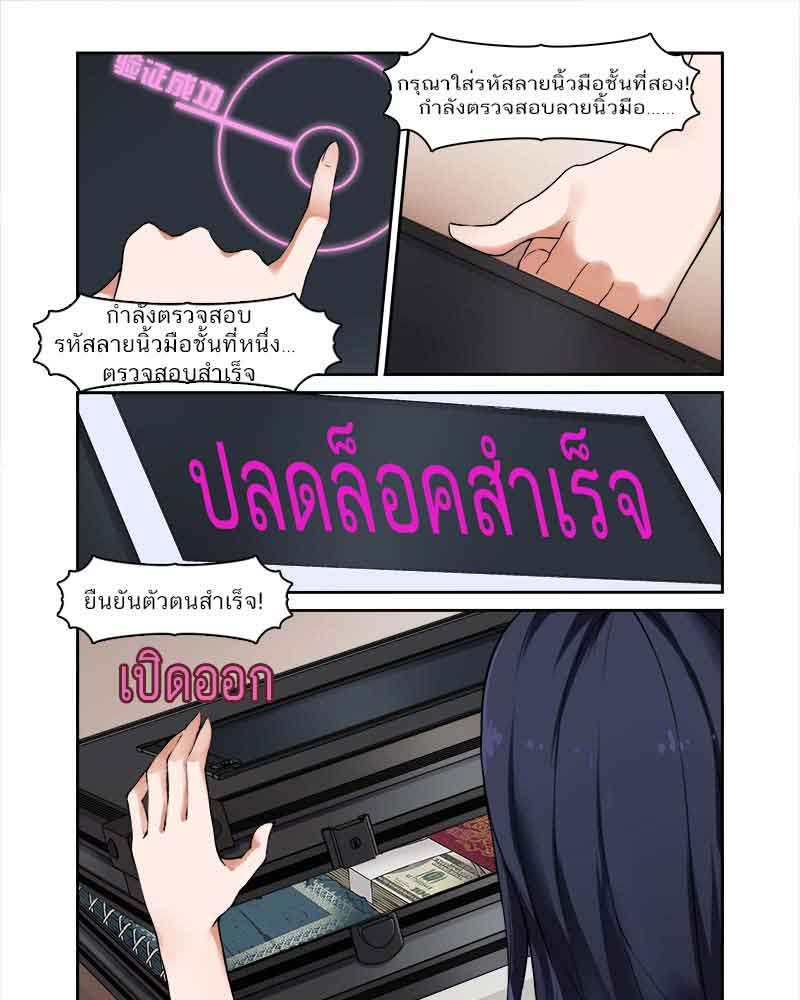 验证成功
กำลังตรวจสอบ
รหัสลายนิ้วมือชั้นที่หนึ่ง...
ตรวจสอบสำเร็จ
กรุณาใส่รหัสลายนิ้วมือชั้นที่สอง!
กำลังตรวจสอบลายนิ้วมือ......
ปลดล็อคสำเร็จ
ยืนยันตัวตนสำเร็จ!
เปิดออก